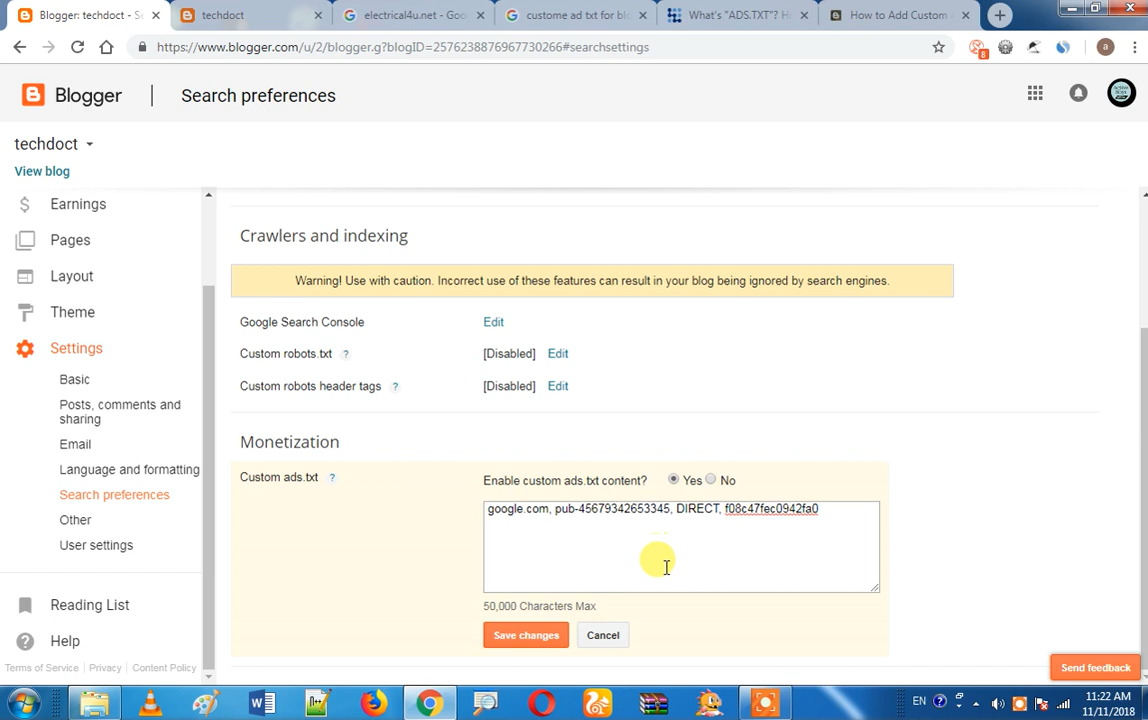 Blogger: techdoct - S
techdoct
electrical4u.net - Goo
custome ad txt for blo
What's "ADS.TXT"? H
How to Add Custom A
https://www.blogger.com/u/2/blogger.g?blogID=2576238876967730266#searchsettings
8
a
Blogger
Search preferences
techdoct
View blog
Earnings
Pages
Layout
Theme
Settings
Basic
Posts, comments and
sharing
Email
Language and formatting
Search preferences
Other
User settings
Reading List
Help
Terms of Service | Privacy | Content Policy
Crawlers and indexing
Warning! Use with caution. Incorrect use of these features can result in your blog being ignored by search engines.
Google Search Console Edit
Custom robots.txt ? [Disabled] Edit
Custom robots header tags ? [Disabled] Edit
Monetization
Custom ads.txt ? Enable custom ads.txt content? Yes No
google.com, pub-45679342653345, DIRECT, f08c47fec0942fa0
50,000 Characters Max
Save changes Cancel
Send feedback
EN
11:22 AM
11/11/2018